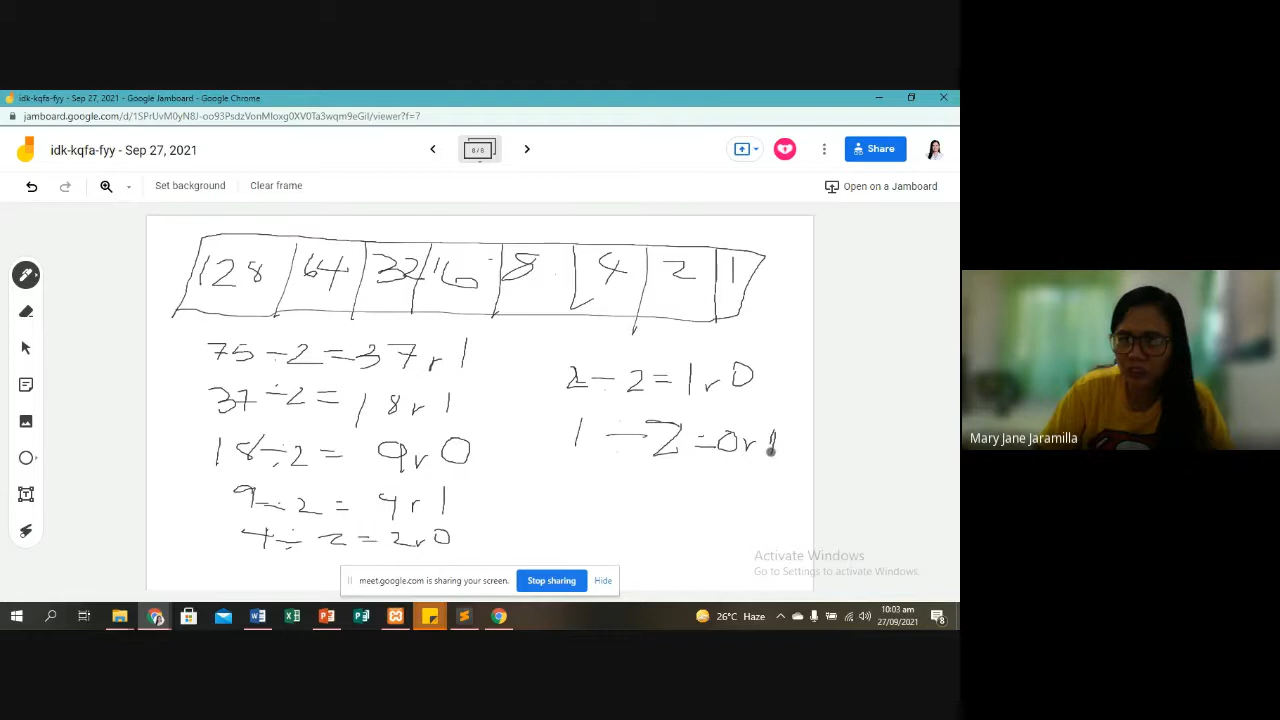 idk-kqfa-fyy - Sep 27, 2021 - Google Jamboard - Google Chrome
jamboard.google.com/d/1SPrUvM0yN8J-oo93PsdzVonMIoxg0XV0Ta3wqm9eGiI/viewer?f=7
idk-kqfa-fyy - Sep 27, 2021
8/8
Share
Set background
Clear frame
Open on a Jamboard
128 64 32 16 8 4 2 1
75÷2=37 r 1
37÷2= 18 r 1
18÷2= 9 r 0
9÷2= 4 r 1
4÷2=2 r 0
2÷2=1 r 0
1÷2=0 r 1
Mary Jane Jaramilla
Activate Windows
Go to Settings to activate Windows.
meet.google.com is sharing your screen.
Stop sharing
Hide
26°C Haze
10:03 am
27/09/2021
8